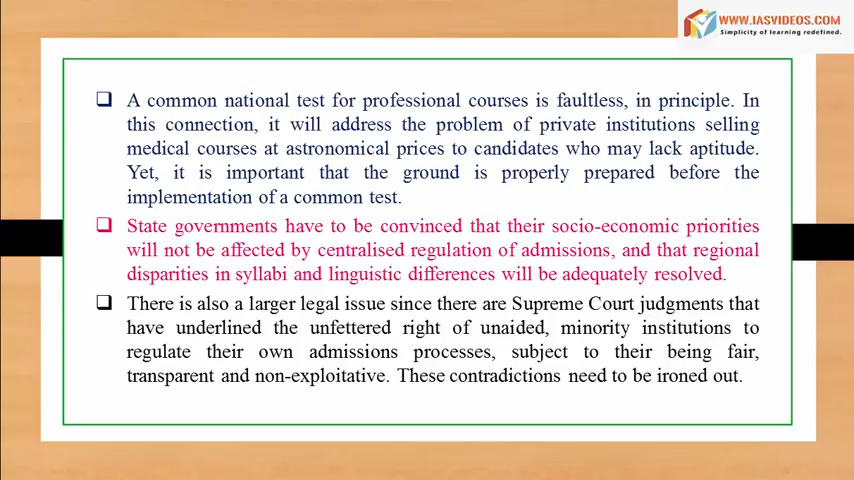 WWW.IASVIDEOS.COM
Simplicity of learning redefined.
A common national test for professional courses is faultless, in principle. In
this connection, it will address the problem of private institutions selling
medical courses at astronomical prices to candidates who may lack aptitude.
Yet, it is important that the ground is properly prepared before the
implementation of a common test.
State governments have to be convinced that their socio-economic priorities
will not be affected by centralised regulation of admissions, and that regional
disparities in syllabi and linguistic differences will be adequately resolved.
There is also a larger legal issue since there are Supreme Court judgments that
have underlined the unfettered right of unaided, minority institutions to
regulate their own admissions processes, subject to their being fair,
transparent and non-exploitative. These contradictions need to be ironed out.